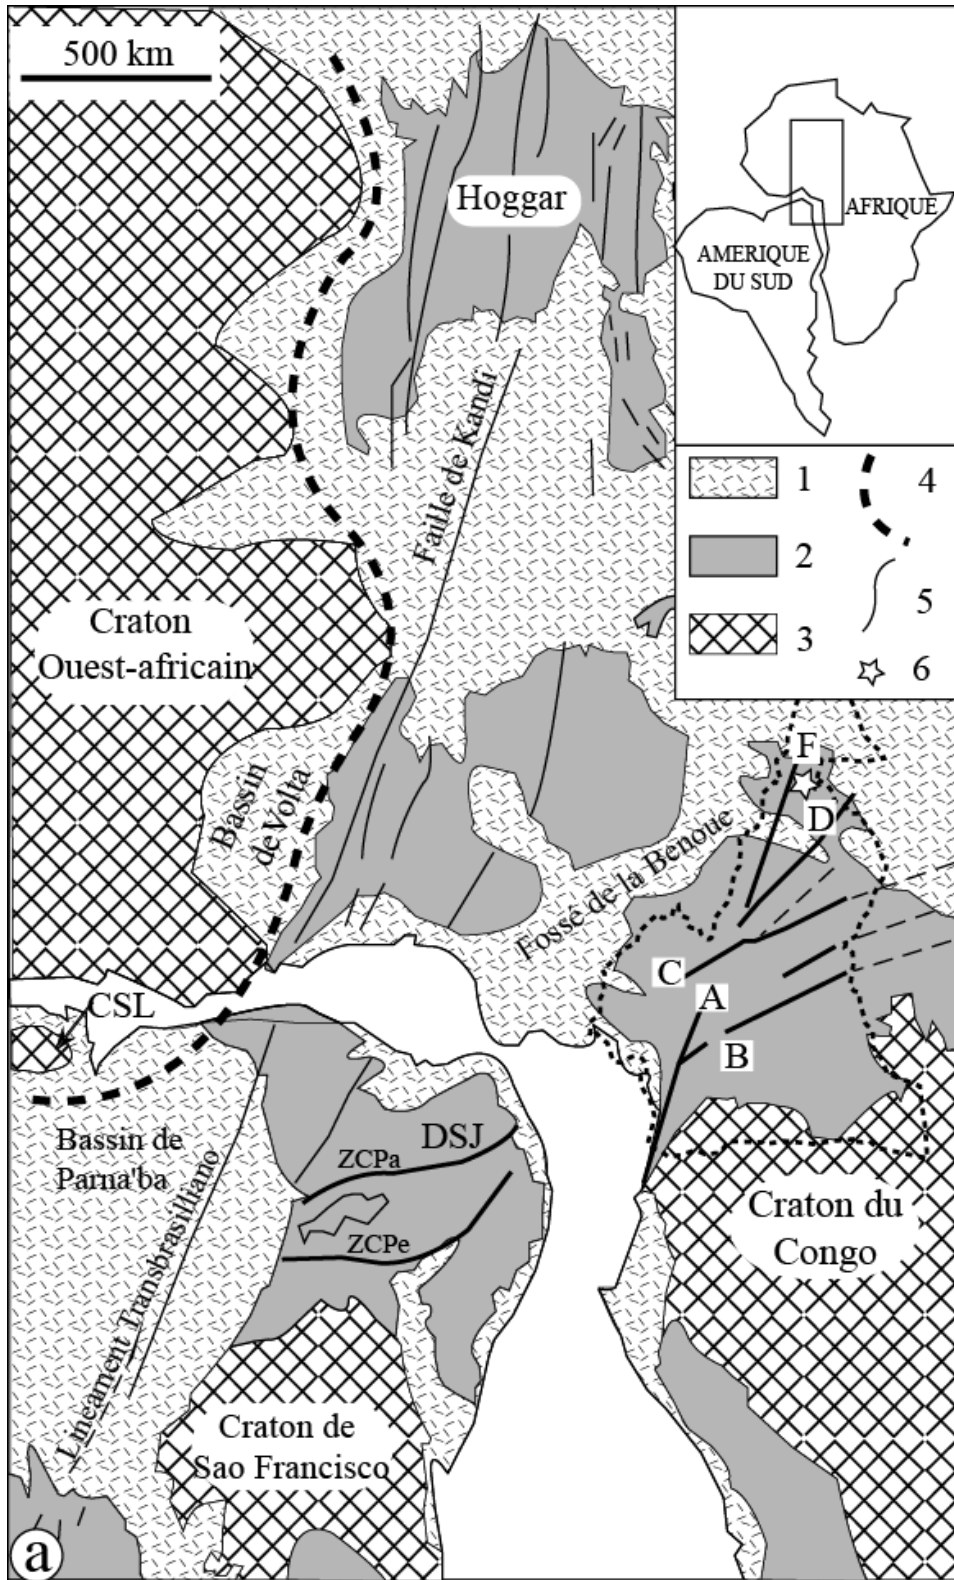 500 km
Hoggar
AFRIQUE
AMERIQUE
DU SUD
1
4
2
5
3
6
Faille de Kandi
Craton
Ouest-africain
Bassin
de Volta
Fossé de la Benoue
F
D
C
A
B
CSL
Bassin de
Parna'ba
DSJ
ZCPa
ZCPe
Lineament Transbrasilliano
Craton du
Congo
Craton de
Sao Francisco
a